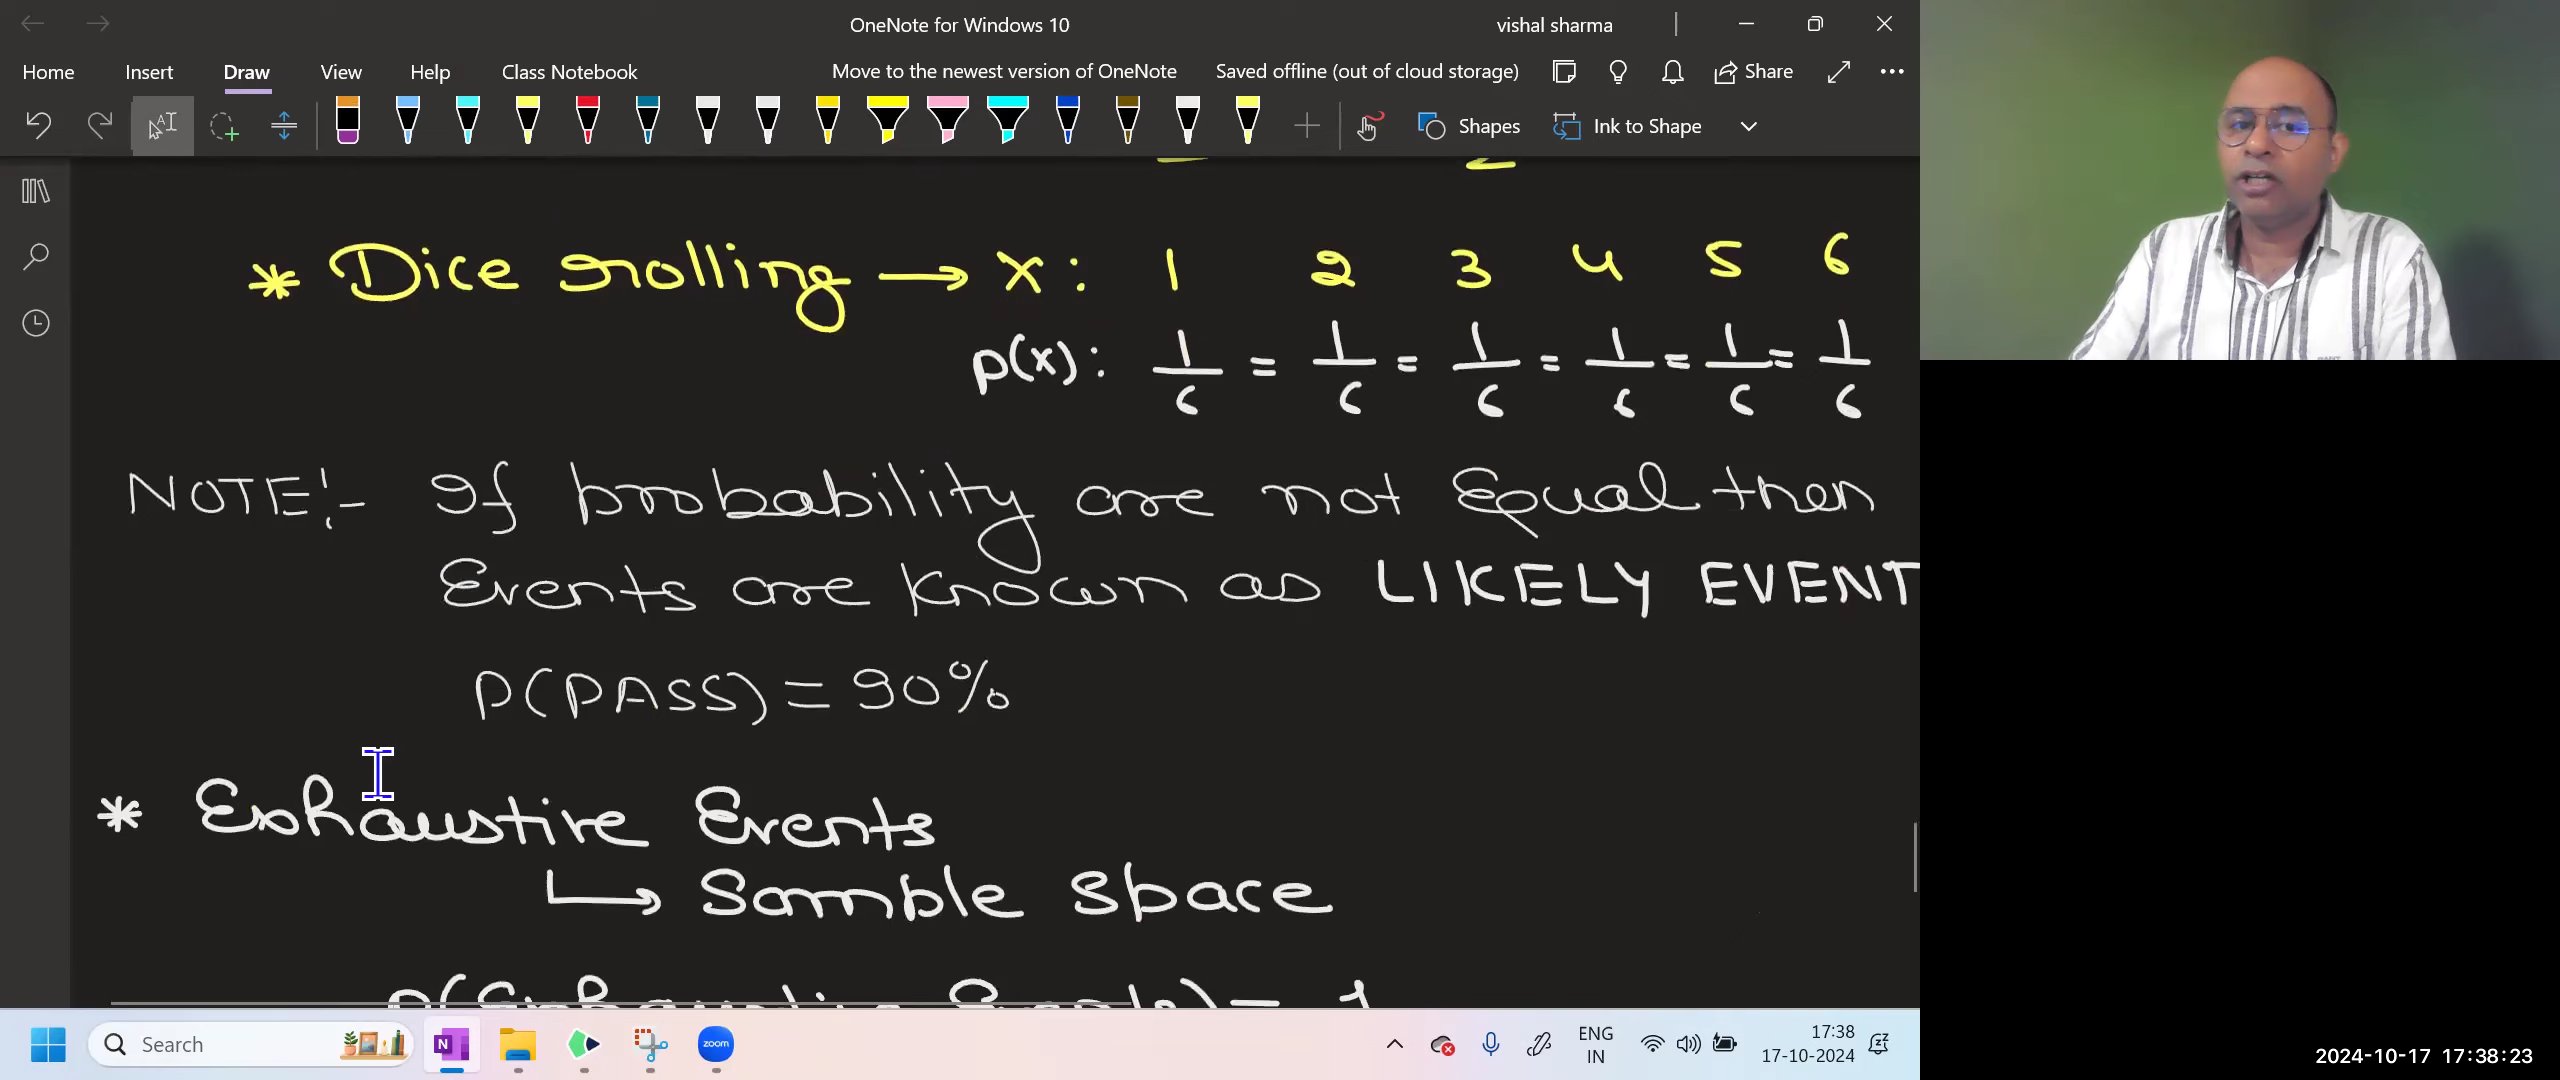 OneNote for Windows 10
vishal sharma
Home Insert Draw View Help Class Notebook
Move to the newest version of OneNote Saved offline (out of cloud storage) Share
Shapes Ink to Shape
* Dice rolling → X : 1 2 3 4 5 6
P(x) : 1/6 = 1/6 = 1/6 = 1/6 = 1/6 = 1/6
NOTE:- If probability are not Equal then
Events are known as LIKELY EVENT
P(PASS) = 90%
* Exhaustive Events
↳ Sample space
P(Exhaustive Events) = 1
Search
zoom
ENG
IN
17:38
17-10-2024
2024-10-17 17:38:23